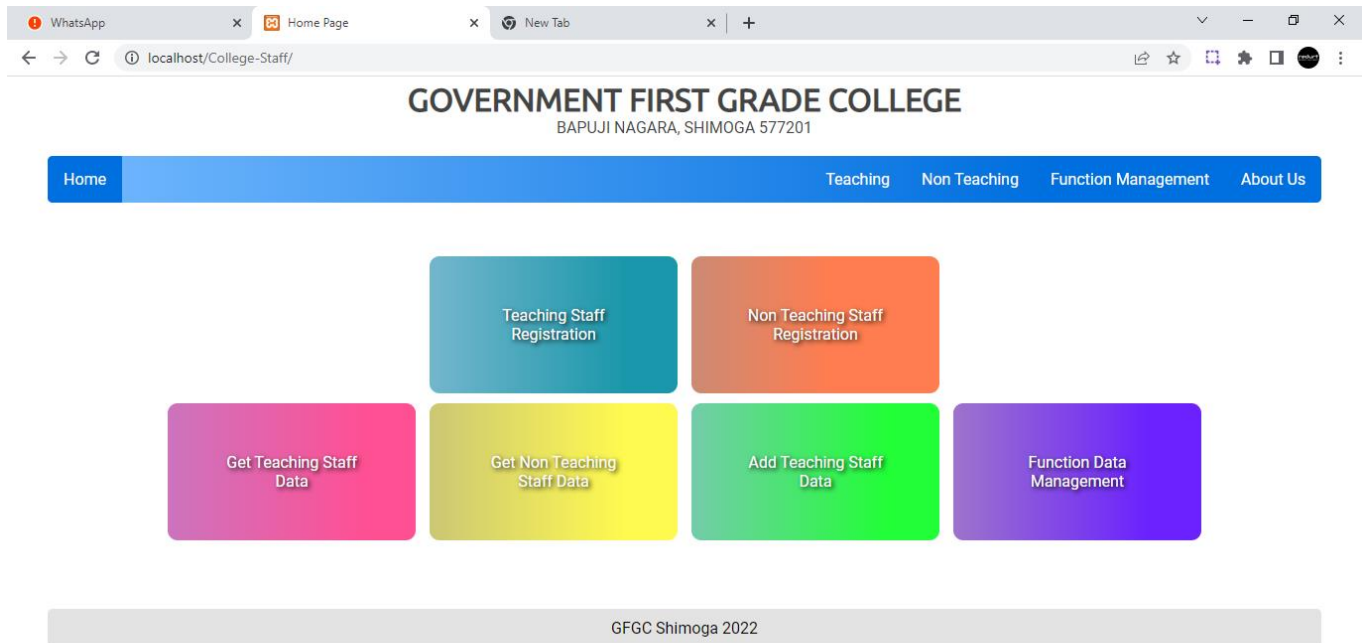 WhatsApp
Home Page
New Tab
localhost/College-Staff/
GOVERNMENT FIRST GRADE COLLEGE
BAPUJI NAGARA, SHIMOGA 577201
Home
Teaching
Non Teaching
Function Management
About Us
Teaching Staff
Registration
Non Teaching Staff
Registration
Get Teaching Staff
Data
Get Non Teaching
Staff Data
Add Teaching Staff
Data
Function Data
Management
GFGC Shimoga 2022